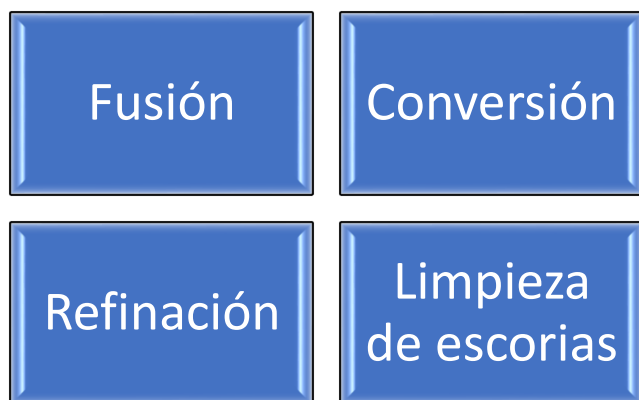 Fusión
Conversión
Refinación
Limpieza
de escorias